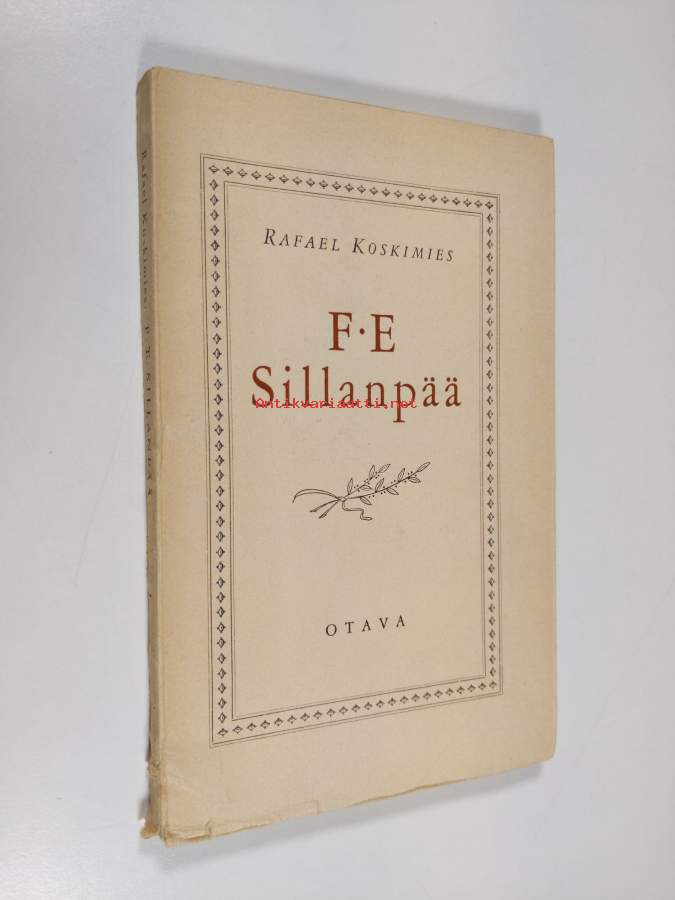 RAFAEL KOSKIMIES
F·E
Sillanpää
Antikvariaatti.net
OTAVA
Rafael Koskimies: F E SILLANPÄÄ